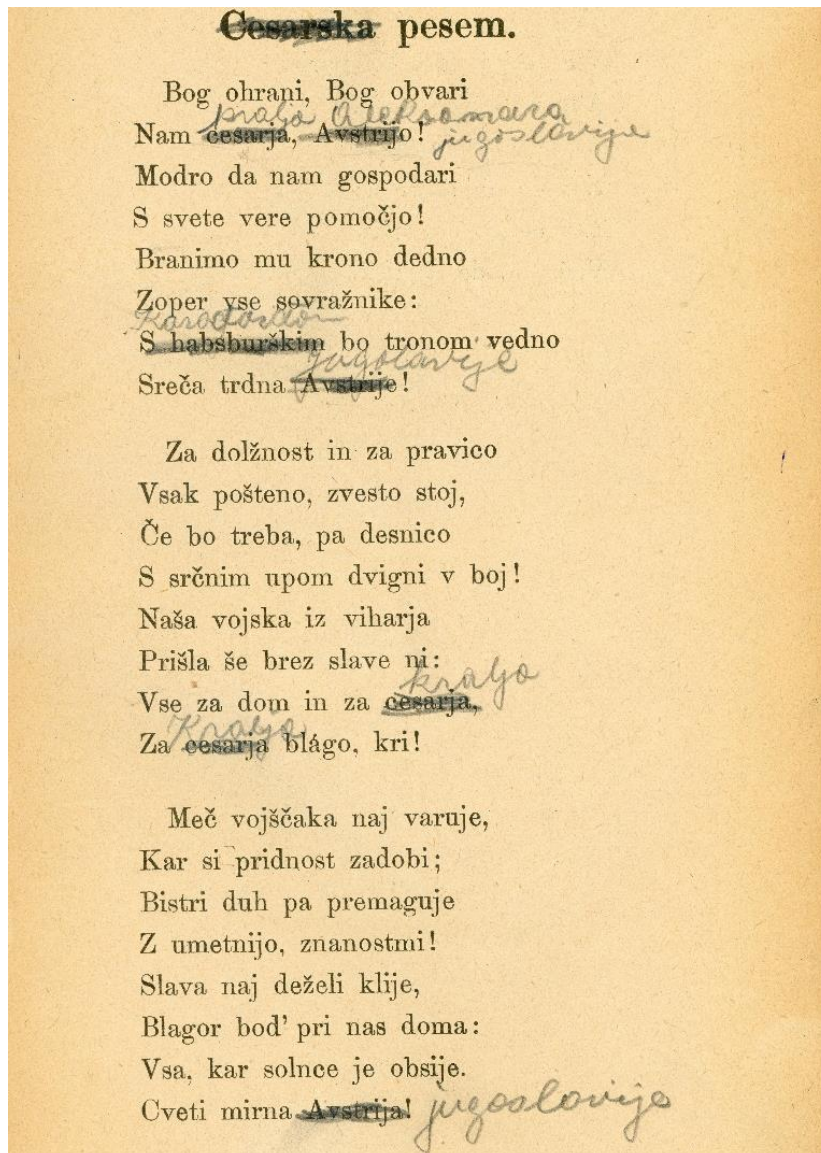 Cesarska pesem.
Bog ohrani, Bog obvari
kralja Aleksandra
Nam cesarja, Avstrijo!
jugoslavije
Modro da nam gospodari
S svete vere pomočjo!
Branimo mu krono dedno
Zoper vse sovražnike:
S habsburškim bo tronom vedno
Jugoslavije
Sreča trdna Avstrije!
Za dolžnost in za pravico
Vsak pošteno, zvesto stoj,
Če bo treba, pa desnico
S srčnim upom dvigni v boj!
Naša vojska iz viharja
Prišla še brez slave ni:
kralja
Vse za dom in za cesarja,
Kralja
Za cesarja blágo, kri!
Meč vojščaka naj varuje,
Kar si pridnost zadobi;
Bistri duh pa premaguje
Z umetnijo, znanostmi!
Slava naj deželi klije,
Blagor bod' pri nas doma:
Vsa, kar solnce je obsije.
Cveti mirna Avstrija! jugoslavija